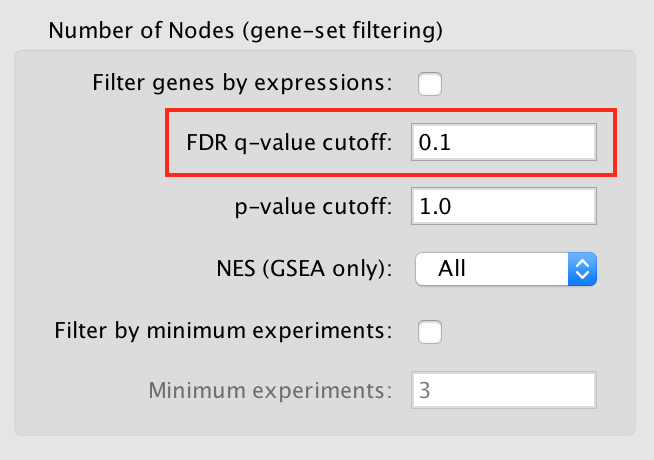 Number of Nodes (gene-set filtering)
Filter genes by expressions:
FDR q-value cutoff: 0.1
p-value cutoff: 1.0
NES (GSEA only): All
Filter by minimum experiments:
Minimum experiments: 3